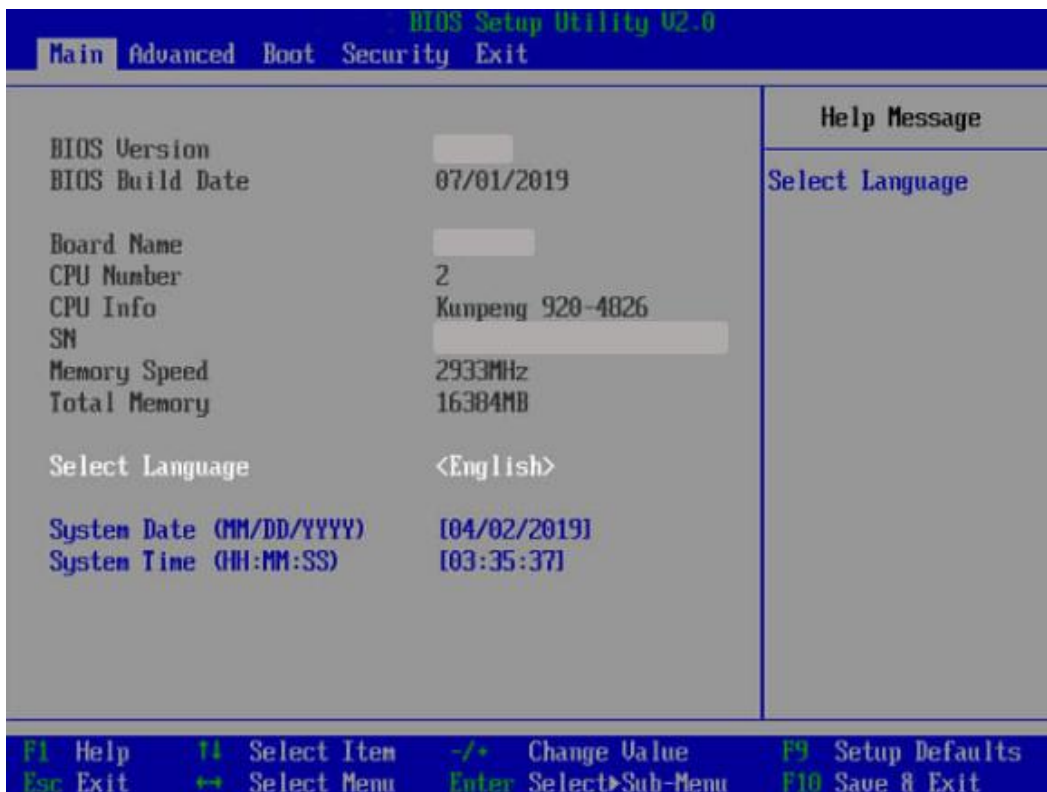 BIOS Setup Utility V2.0
Main Advanced Boot Security Exit
Help Message
Select Language
BIOS Version
BIOS Build Date 07/01/2019
Board Name
CPU Number 2
CPU Info Kunpeng 920-4826
SN
Memory Speed 2933MHz
Total Memory 16384MB
Select Language <English>
System Date (MM/DD/YYYY) [04/02/2019]
System Time (HH:MM:SS) [03:35:37]
F1 Help ↑↓ Select Item -/+ Change Value F9 Setup Defaults
Esc Exit ↔ Select Menu Enter Select▶Sub-Menu F10 Save & Exit